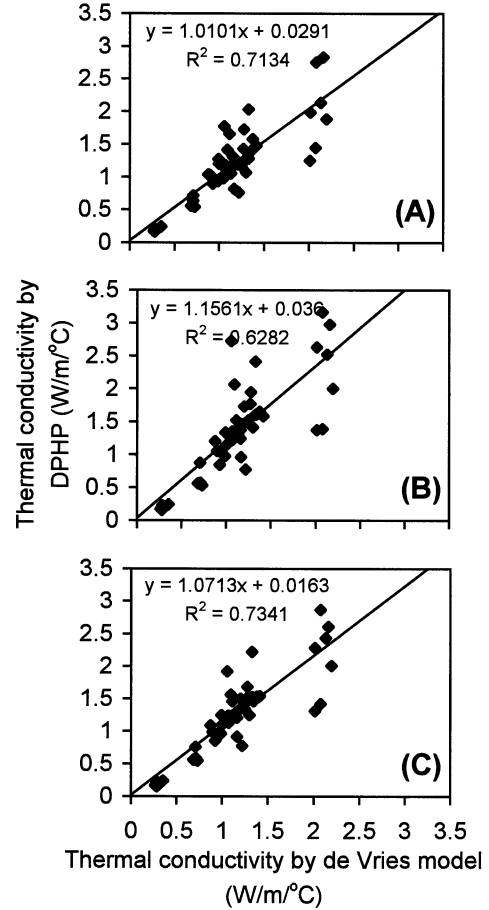 3.5
y = 1.0101x + 0.0291
3
R² = 0.7134
2.5
2
1.5
1
0.5
(A)
0
3.5
y = 1.1561x + 0.036
3
R² = 0.6282
2.5
2
1.5
1
0.5
(B)
0
Thermal conductivity by
DPHP (W/m/°C)
3.5
y = 1.0713x + 0.0163
3
R² = 0.7341
2.5
2
1.5
1
0.5
(C)
0
0 0.5 1 1.5 2 2.5 3 3.5
Thermal conductivity by de Vries model
(W/m/°C)